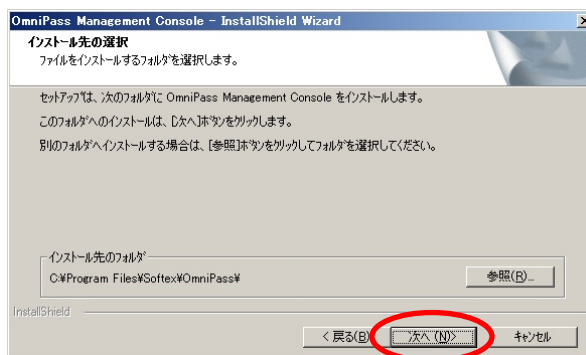 OmniPass Management Console - InstallShield Wizard
インストール先の選択
ファイルをインストールするフォルダを選択します。
セットアップは、次のフォルダに OmniPass Management Console をインストールします。
このフォルダへのインストールは、[次へ]ボタンをクリックします。
別のフォルダへインストールする場合は、[参照]ボタンをクリックしてフォルダを選択してください。
インストール先のフォルダ
C:¥Program Files¥Softex¥OmniPass¥
参照(R)...
InstallShield
< 戻る(B) 次へ (N)> キャンセル